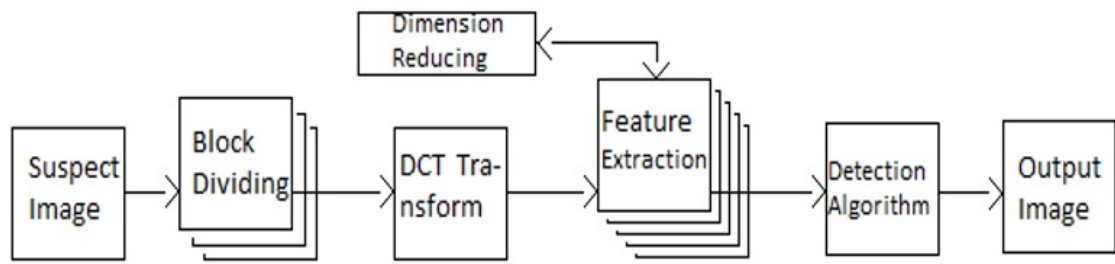 Dimension
Reducing
Suspect
Image
Block
Dividing
DCT Tra-
nsform
Feature
Extraction
Detection
Algorithm
Output
Image